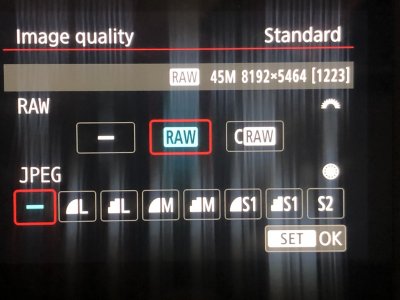 Image quality Standard
RAW 45M 8192×5464 [1223]
RAW
– RAW CRAW
JPEG
– L L M M S1 S1 S2
SET OK